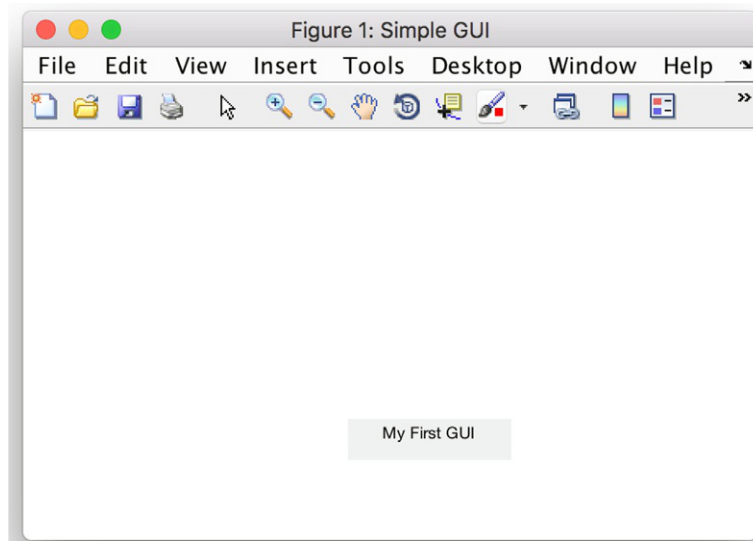 Figure 1: Simple GUI
File Edit View Insert Tools Desktop Window Help
My First GUI